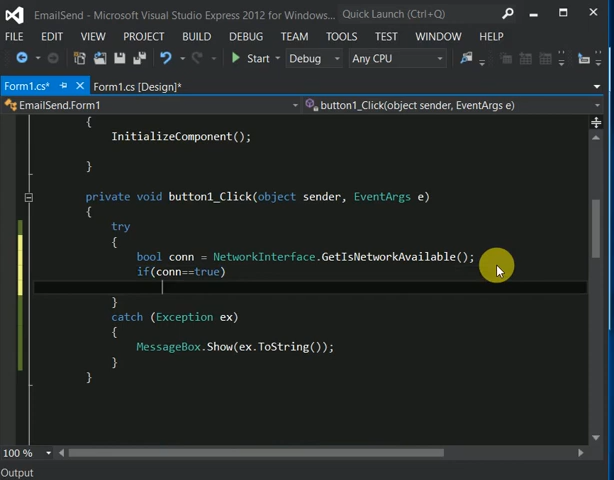 EmailSend - Microsoft Visual Studio Express 2012 for Windows...
Quick Launch (Ctrl+Q)
FILE EDIT VIEW PROJECT BUILD DEBUG TEAM TOOLS TEST WINDOW HELP
Start Debug Any CPU
Form1.cs* Form1.cs [Design]*
EmailSend.Form1 button1_Click(object sender, EventArgs e)
{
InitializeComponent();
}
private void button1_Click(object sender, EventArgs e)
{
try
{
bool conn = NetworkInterface.GetIsNetworkAvailable();
if(conn==true)
}
catch (Exception ex)
{
MessageBox.Show(ex.ToString());
}
}
100 %
Output